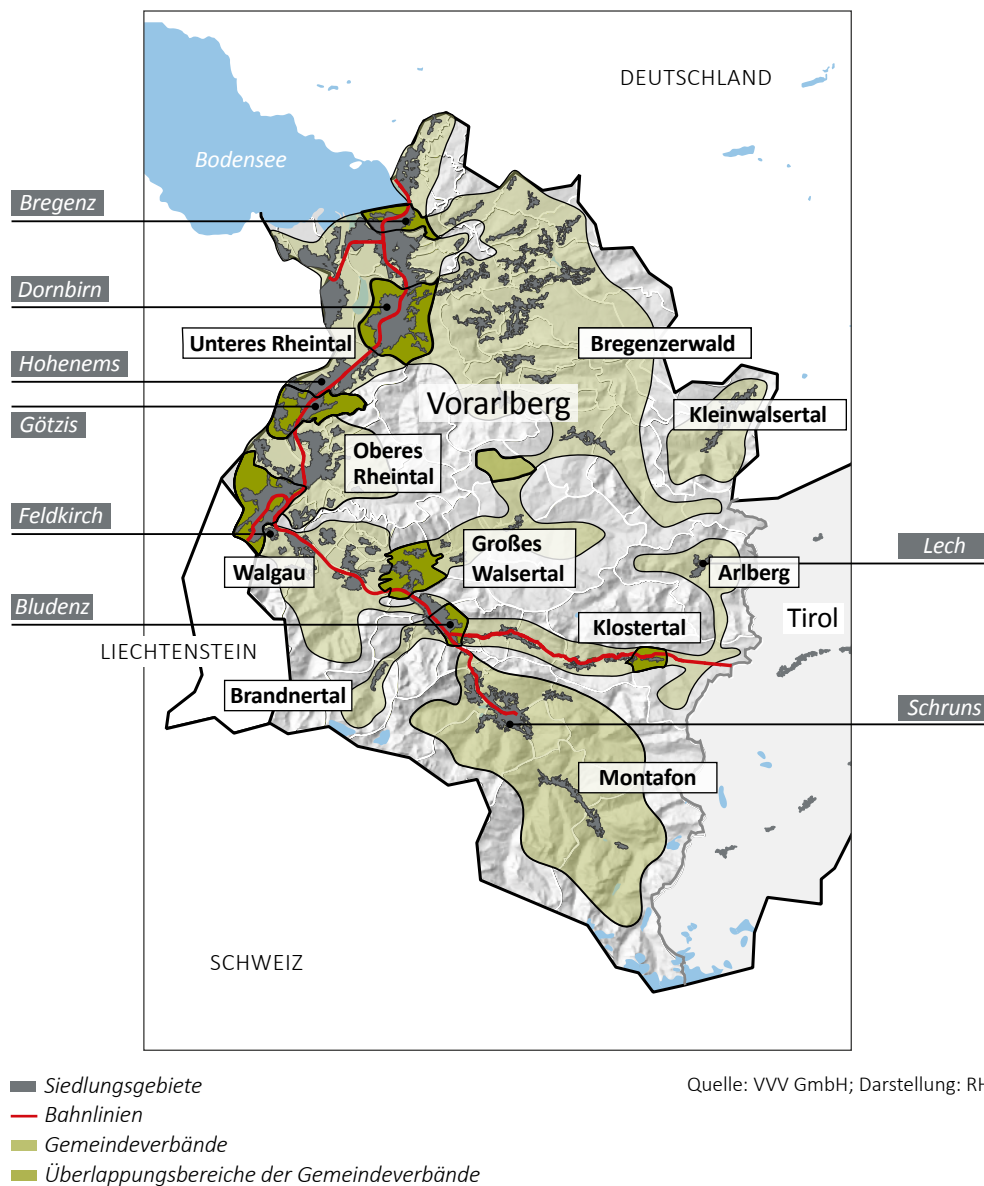 DEUTSCHLAND
Bodensee
Bregenz
Dornbirn
Unteres Rheintal
Bregenzerwald
Hohenems
Vorarlberg
Kleinwalsertal
Götzis
Oberes
Rheintal
Feldkirch
Großes
Walsertal
Lech
Walgau
Arlberg
Bludenz
Klostertal
Tirol
LIECHTENSTEIN
Brandnertal
Schruns
Montafon
SCHWEIZ
Siedlungsgebiete
Quelle: VVV GmbH; Darstellung: RH
Bahnlinien
Gemeindeverbände
Überlappungsbereiche der Gemeindeverbände